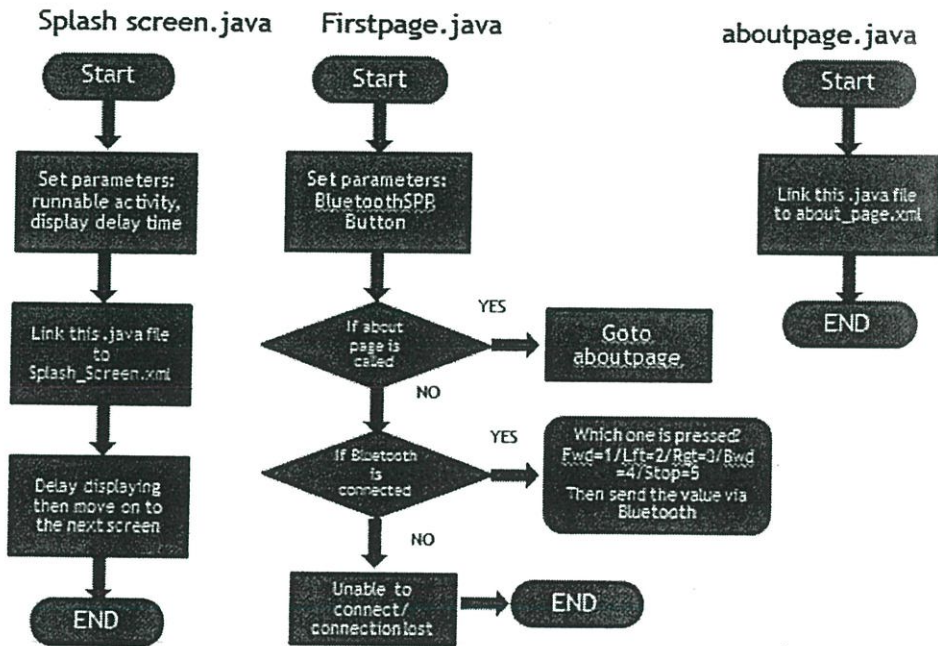 Splash screen.java
Start
Set parameters:
runnable activity,
display delay time
Link this .java file
to
Splash_Screen.xml
Delay displaying
then move on to
the next screen
END
Firstpage.java
Start
Set parameters:
BluetoothSPP
Button
If about
page is
called
YES
Goto
aboutpage
NO
If Bluetooth
is
connected
YES
Which one is pressed?
Fwd=1/Lft=2/Rgt=3/Bwd
=4/Stop=5
Then send the value via
Bluetooth
NO
Unable to
connect/
connection lost
END
aboutpage.java
Start
Link this .java file
to about_page.xml
END